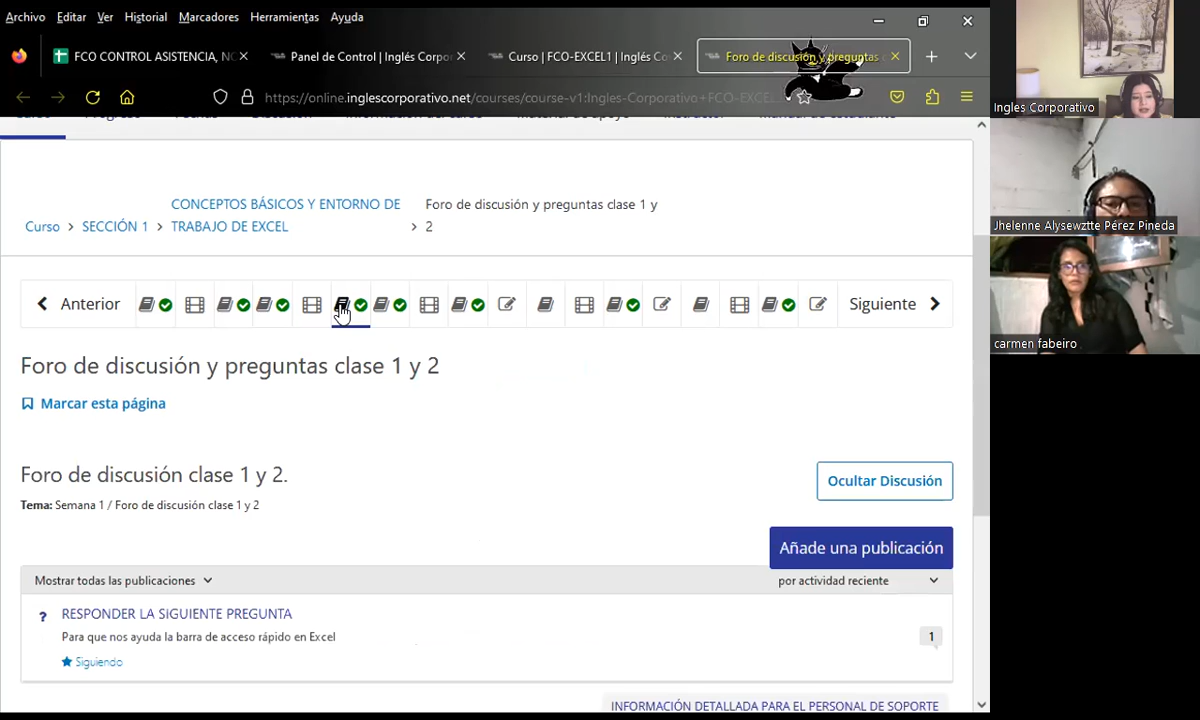 Archivo Editar Ver Historial Marcadores Herramientas Ayuda
FCO CONTROL ASISTENCIA, NO
Panel de Control | Inglés Corpor
Curso | FCO-EXCEL1 | Inglés Co
Foro de discusión y preguntas c
https://online.inglescorporativo.net/courses/course-v1:Ingles-Corporativo+FCO-EXCEL
CONCEPTOS BÁSICOS Y ENTORNO DE
Foro de discusión y preguntas clase 1 y
Curso > SECCIÓN 1 > TRABAJO DE EXCEL > 2
Anterior
Siguiente
Foro de discusión y preguntas clase 1 y 2
Marcar esta página
Foro de discusión clase 1 y 2.
Ocultar Discusión
Tema: Semana 1 / Foro de discusión clase 1 y 2
Añade una publicación
Mostrar todas las publicaciones
por actividad reciente
? RESPONDER LA SIGUIENTE PREGUNTA
Para que nos ayuda la barra de acceso rápido en Excel
1
Siguiendo
INFORMACIÓN DETALLADA PARA EL PERSONAL DE SOPORTE
Ingles Corporativo
Jhelenne Alysewztte Pérez Pineda
carmen fabeiro